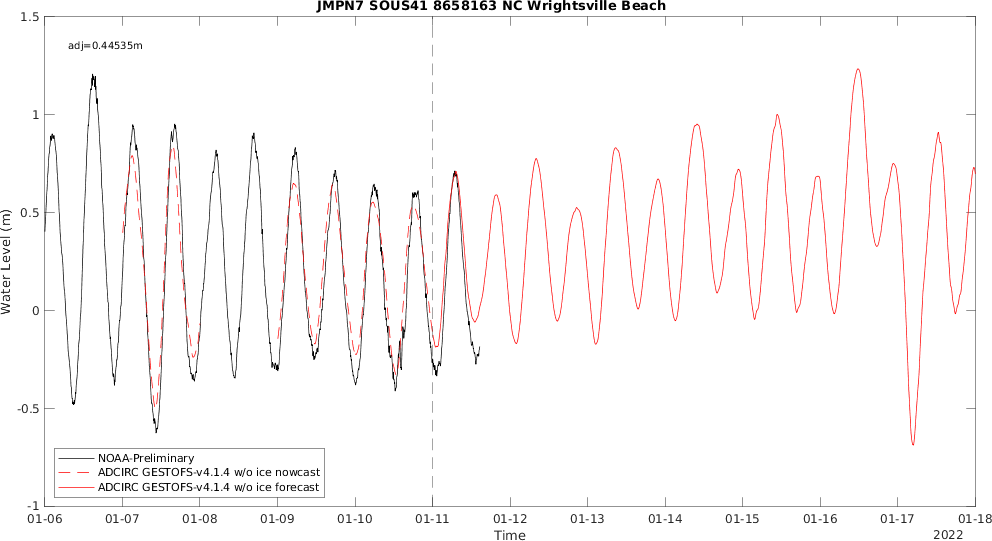 JMPN7 SOUS41 8658163 NC Wrightsville Beach
adj=0.44535m
1.5
1
0.5
0
-0.5
-1
Water Level (m)
NOAA-Preliminary
ADCIRC GESTOFS-v4.1.4 w/o ice nowcast
ADCIRC GESTOFS-v4.1.4 w/o ice forecast
01-06 01-07 01-08 01-09 01-10 01-11 01-12 01-13 01-14 01-15 01-16 01-17 01-18
Time
2022